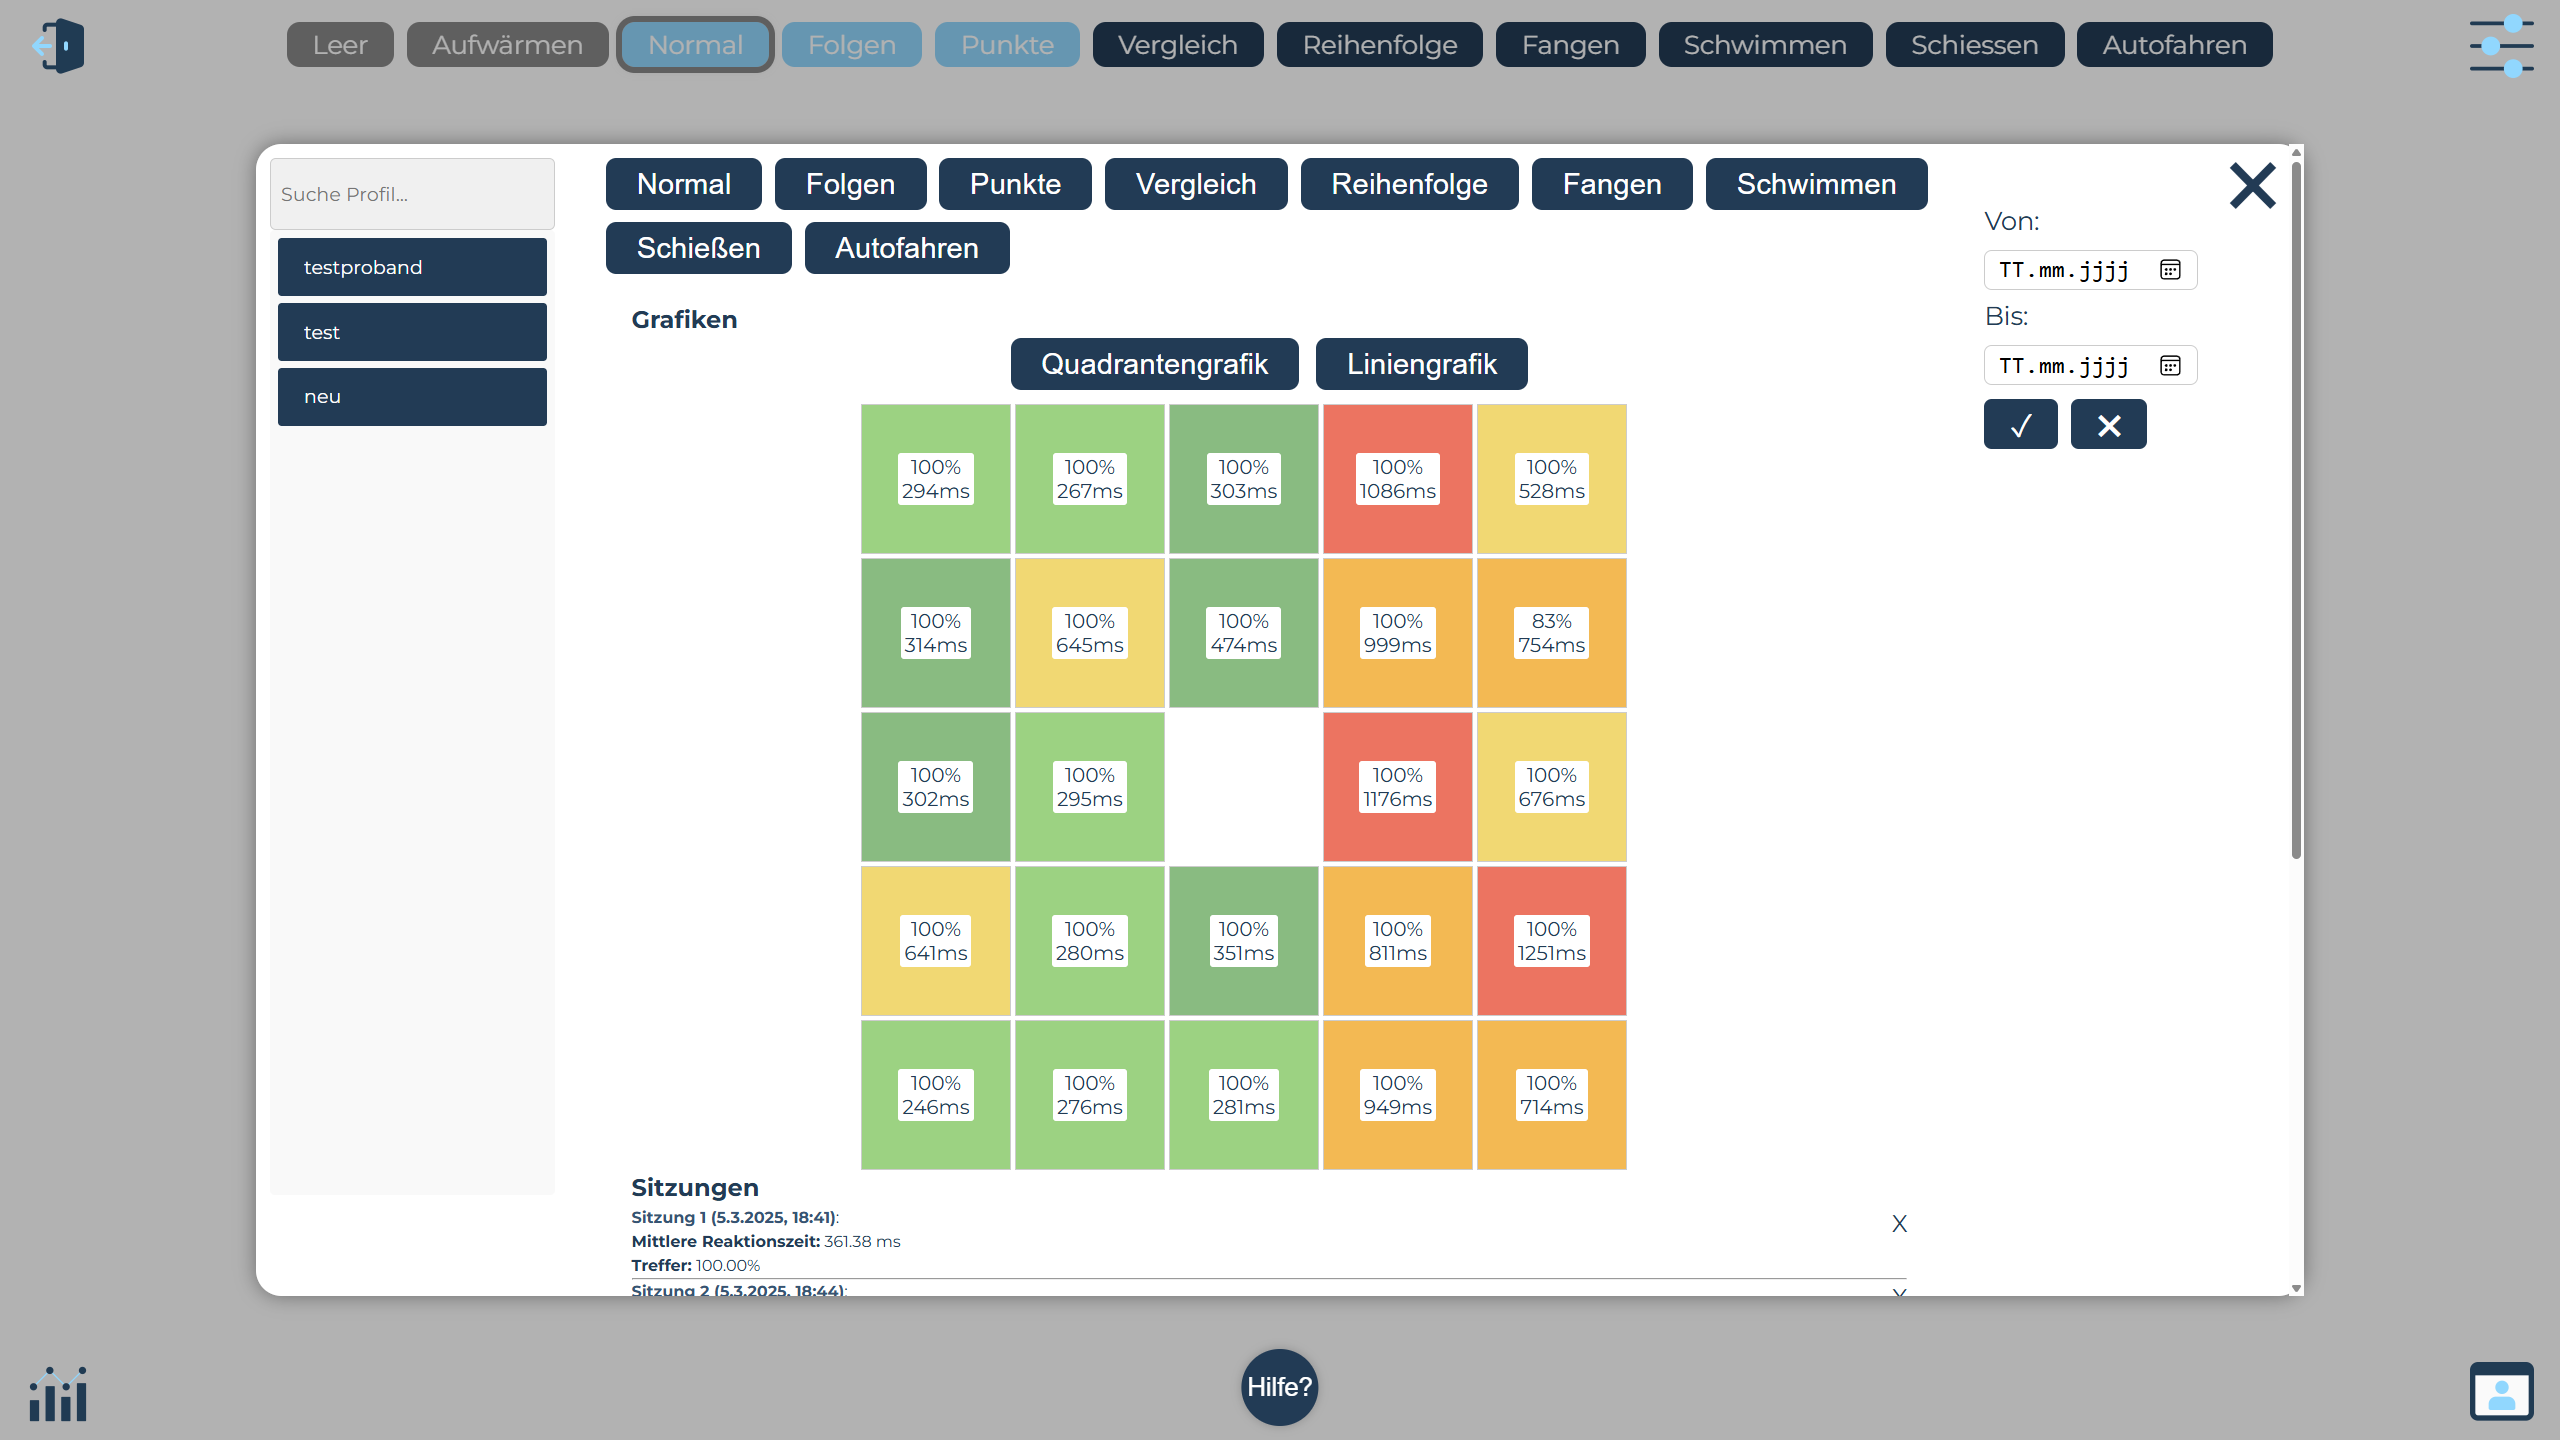 Leer Aufwärmen Normal Folgen Punkte Vergleich Reihenfolge Fangen Schwimmen Schiessen Autofahren
Suche Profil...
testproband
test
neu
Normal Folgen Punkte Vergleich Reihenfolge Fangen Schwimmen
Schießen Autofahren
Von:
TT.mm.jjjj
Bis:
TT.mm.jjjj
Grafiken
Quadrantengrafik Liniengrafik
100% 100% 100% 100% 100%
294ms 267ms 303ms 1086ms 528ms
100% 100% 100% 100% 83%
314ms 645ms 474ms 999ms 754ms
100% 100% 100% 100%
302ms 295ms 1176ms 676ms
100% 100% 100% 100% 100%
641ms 280ms 351ms 811ms 1251ms
100% 100% 100% 100% 100%
246ms 276ms 281ms 949ms 714ms
Sitzungen
Sitzung 1 (5.3.2025, 18:41): X
Mittlere Reaktionszeit: 361.38 ms
Treffer: 100.00%
Sitzung 2 (5.3.2025, 18:44): X
Hilfe?